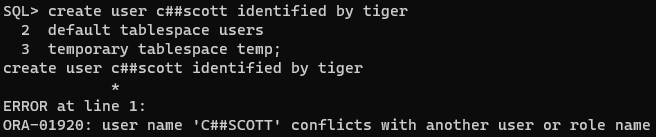 SQL> create user c##scott identified by tiger
  2  default tablespace users
  3  temporary tablespace temp;
create user c##scott identified by tiger
            *
ERROR at line 1:
ORA-01920: user name 'C##SCOTT' conflicts with another user or role name